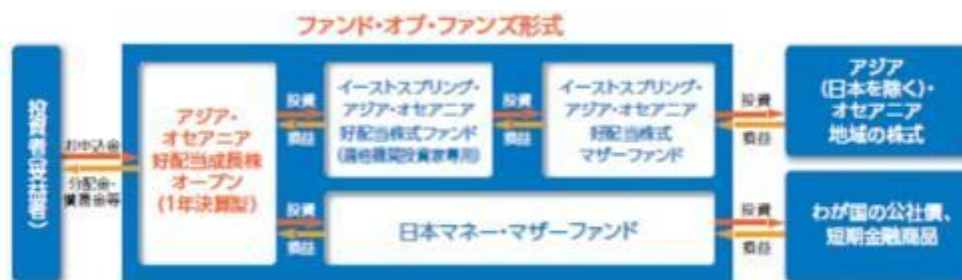 ファンド・オブ・ファンズ形式
投資者(受益者)
お申込金
分配金・
償還金等
アジア・
オセアニア
好配当成長株
オープン
(1年決算型)
投資
損益
イーストスプリング・
アジア・オセアニア
好配当株式ファンド
(適格機関投資家専用)
投資
損益
イーストスプリング・
アジア・オセアニア
好配当株式
マザーファンド
投資
損益
アジア
(日本を除く)・
オセアニア
地域の株式
投資
損益
日本マネー・マザーファンド
投資
損益
わが国の公社債、
短期金融商品